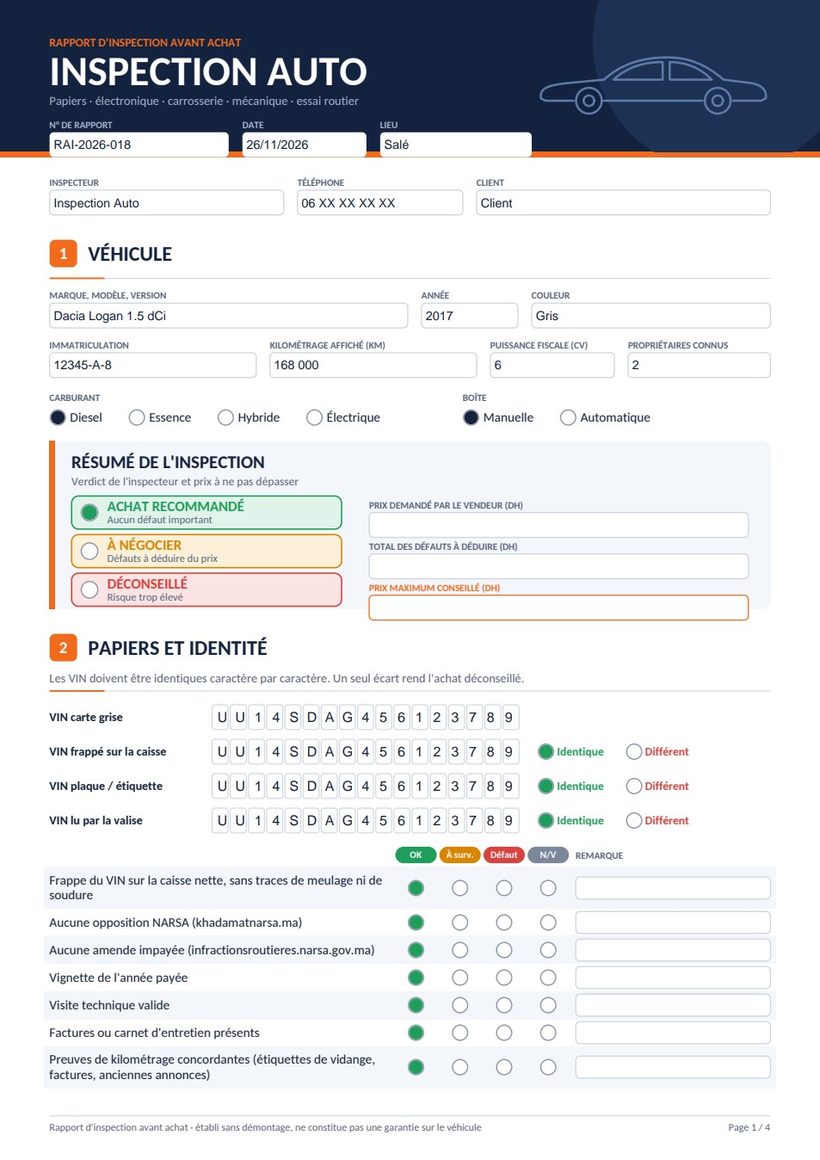 RAPPORT D'INSPECTION AVANT ACHAT
INSPECTION AUTO
Papiers · électronique · carrosserie · mécanique · essai routier
N° DE RAPPORT DATE LIEU
RAI-2026-018 26/11/2026 Salé
INSPECTEUR TÉLÉPHONE CLIENT
Inspection Auto 06 XX XX XX XX Client
1 VÉHICULE
MARQUE, MODÈLE, VERSION ANNÉE COULEUR
Dacia Logan 1.5 dCi 2017 Gris
IMMATRICULATION KILOMÉTRAGE AFFICHÉ (KM) PUISSANCE FISCALE (CV) PROPRIÉTAIRES CONNUS
12345-A-8 168 000 6 2
CARBURANT BOÎTE
Diesel Essence Hybride Électrique Manuelle Automatique
RÉSUMÉ DE L'INSPECTION
Verdict de l'inspecteur et prix à ne pas dépasser
ACHAT RECOMMANDÉ
Aucun défaut important
À NÉGOCIER
Défauts à déduire du prix
DÉCONSEILLÉ
Risque trop élevé
PRIX DEMANDÉ PAR LE VENDEUR (DH)
TOTAL DES DÉFAUTS À DÉDUIRE (DH)
PRIX MAXIMUM CONSEILLÉ (DH)
2 PAPIERS ET IDENTITÉ
Les VIN doivent être identiques caractère par caractère. Un seul écart rend l'achat déconseillé.
VIN carte grise U U 1 4 S D A G 4 5 6 1 2 3 7 8 9
VIN frappé sur la caisse U U 1 4 S D A G 4 5 6 1 2 3 7 8 9 Identique Différent
VIN plaque / étiquette U U 1 4 S D A G 4 5 6 1 2 3 7 8 9 Identique Différent
VIN lu par la valise U U 1 4 S D A G 4 5 6 1 2 3 7 8 9 Identique Différent
OK À surv. Défaut N/V REMARQUE
Frappe du VIN sur la caisse nette, sans traces de meulage ni de
soudure
Aucune opposition NARSA (khadamatnarsa.ma)
Aucune amende impayée (infractionsroutieres.narsa.gov.ma)
Vignette de l'année payée
Visite technique valide
Factures ou carnet d'entretien présents
Preuves de kilométrage concordantes (étiquettes de vidange,
factures, anciennes annonces)
Rapport d'inspection avant achat · établi sans démontage, ne constitue pas une garantie sur le véhicule Page 1 / 4